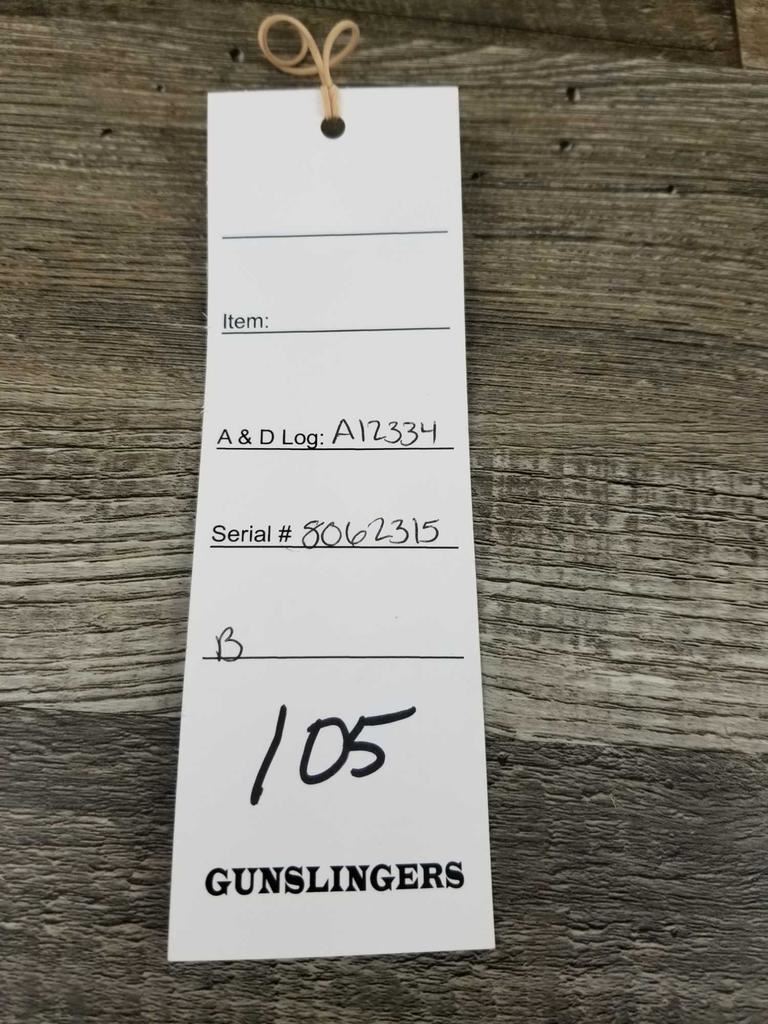 Item:
A & D Log: A12334
Serial # 8062315
B
105
GUNSLINGERS